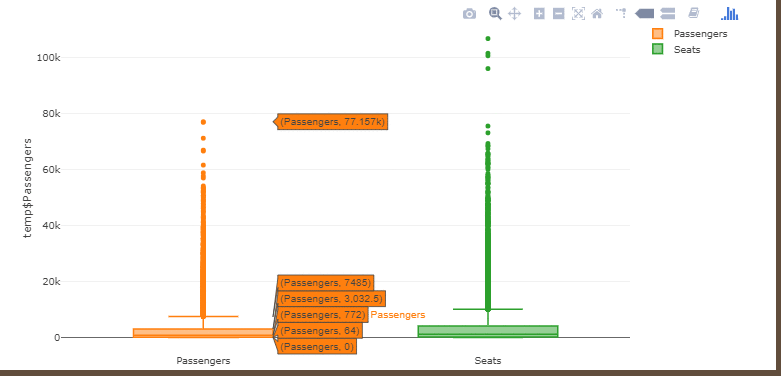 Passengers
Seats
100k
80k
60k
40k
20k
0
temp$Passengers
(Passengers, 77.157k)
(Passengers, 7485)
(Passengers, 3,032.5)
(Passengers, 772) Passengers
(Passengers, 64)
(Passengers, 0)
Passengers
Seats